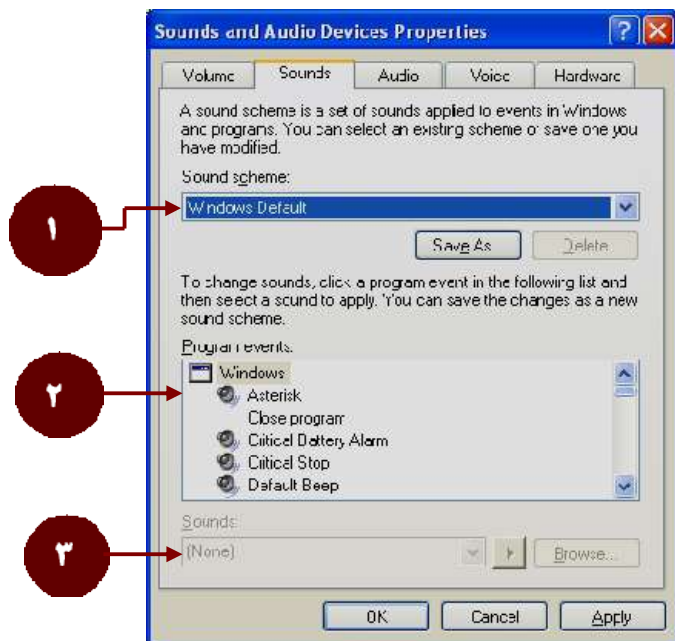 Sounds and Audio Devices Properties
Volume Sounds Audio Voice Hardware
A sound scheme is a set of sounds applied to events in Windows
and programs. You can select an existing scheme or save one you
have modified.
Sound scheme:
١
Windows Default
Save As... Delete
To change sounds, click a program event in the following list and
then select a sound to apply. You can save the changes as a new
sound scheme.
Program events:
Windows
٢
Asterisk
Close program
Critical Battery Alarm
Critical Stop
Default Beep
Sounds:
٣
(None) Browse...
OK Cancel Apply